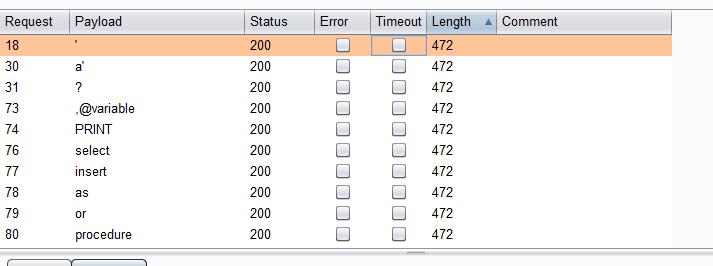 Request Payload Status Error Timeout Length Comment
18 ' 200 472
30 a' 200 472
31 ? 200 472
73 ,@variable 200 472
74 PRINT 200 472
76 select 200 472
77 insert 200 472
78 as 200 472
79 or 200 472
80 procedure 200 472